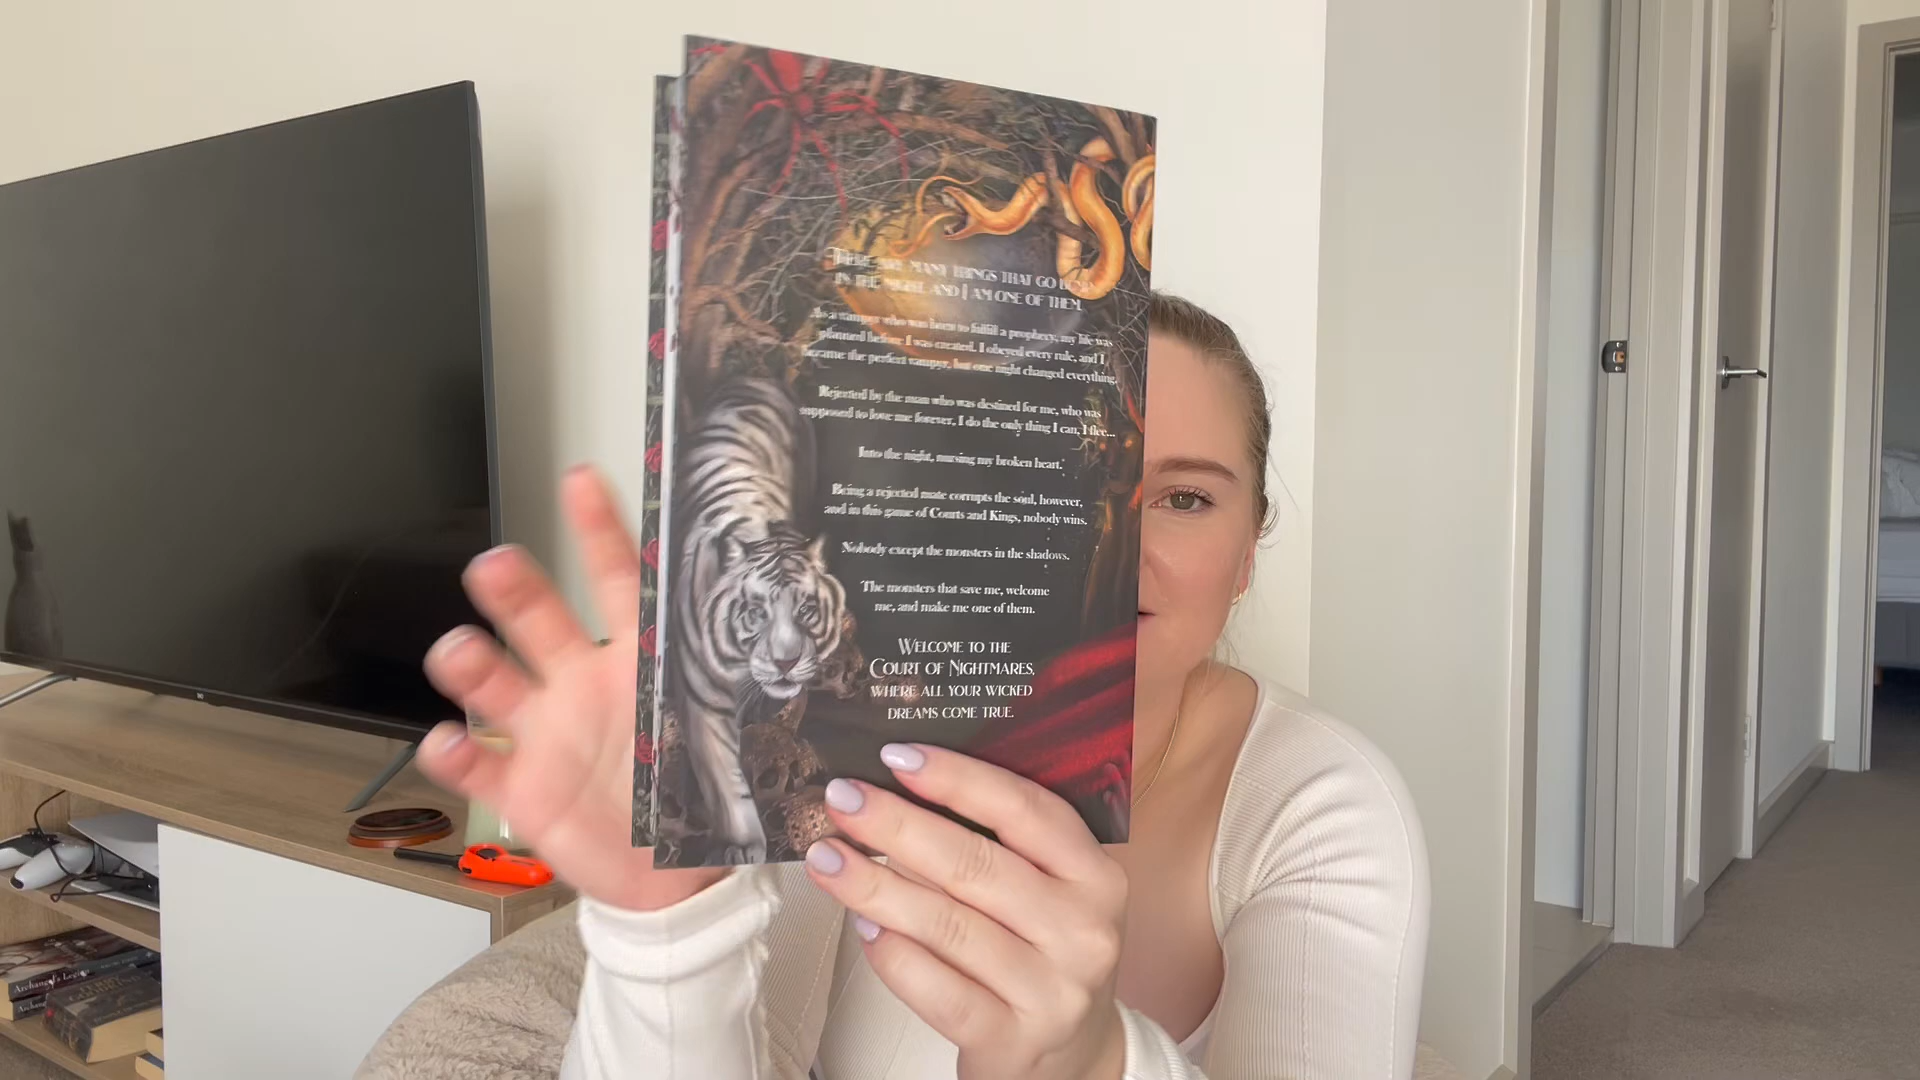 There are many things that go bump
in the night, and I am one of them.
As a vampyr who was born to fulfill a prophecy, my life was
planned before I was created. I obeyed every rule, and I
became the perfect vampyr, but one night changed everything.
Rejected by the man who was destined for me, who was
supposed to love me forever, I do the only thing I can, I flee...
Into the night, nursing my broken heart.
Being a rejected mate corrupts the soul, however,
and in this game of Courts and Kings, nobody wins.
Nobody except the monsters in the shadows.
The monsters that save me, welcome
me, and make me one of them.
Welcome to the
Court of Nightmares,
where all your wicked
dreams come true.
Archangel's